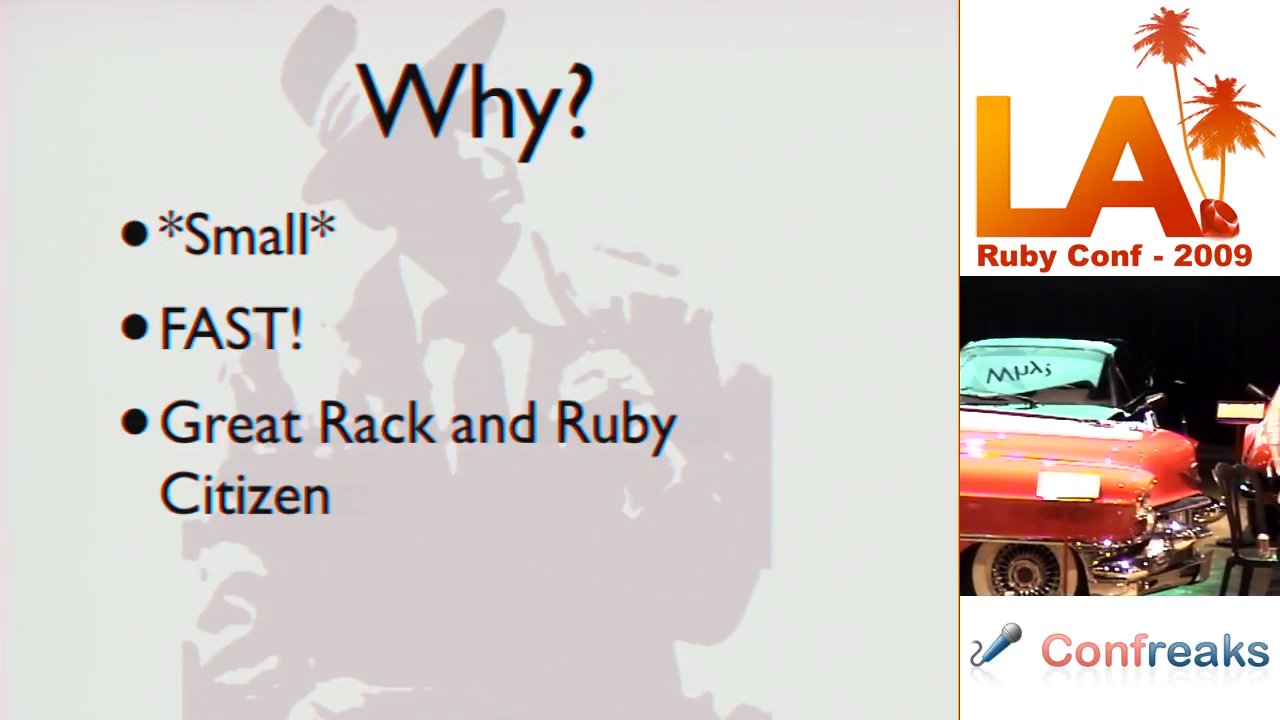 Why?
*Small*
FAST!
Great Rack and Ruby
Citizen
LA
Ruby Conf - 2009
Confreaks